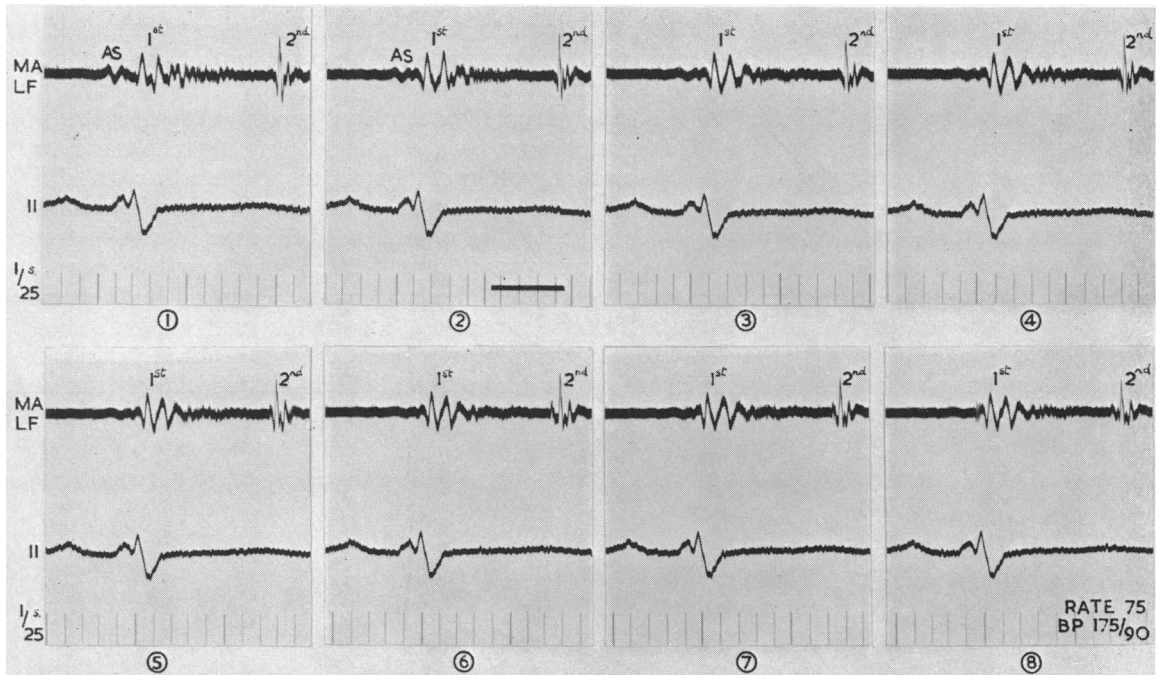 AS 1st 2nd.
AS 1st 2nd.
1st 2nd.
1st 2nd.
MA
LF
II
1/s.
25
① ② ③ ④
1st 2nd.
1st 2nd.
1st 2nd.
1st 2nd.
MA
LF
II
1/s.
25
RATE 75
BP 175/90
⑤ ⑥ ⑦ ⑧